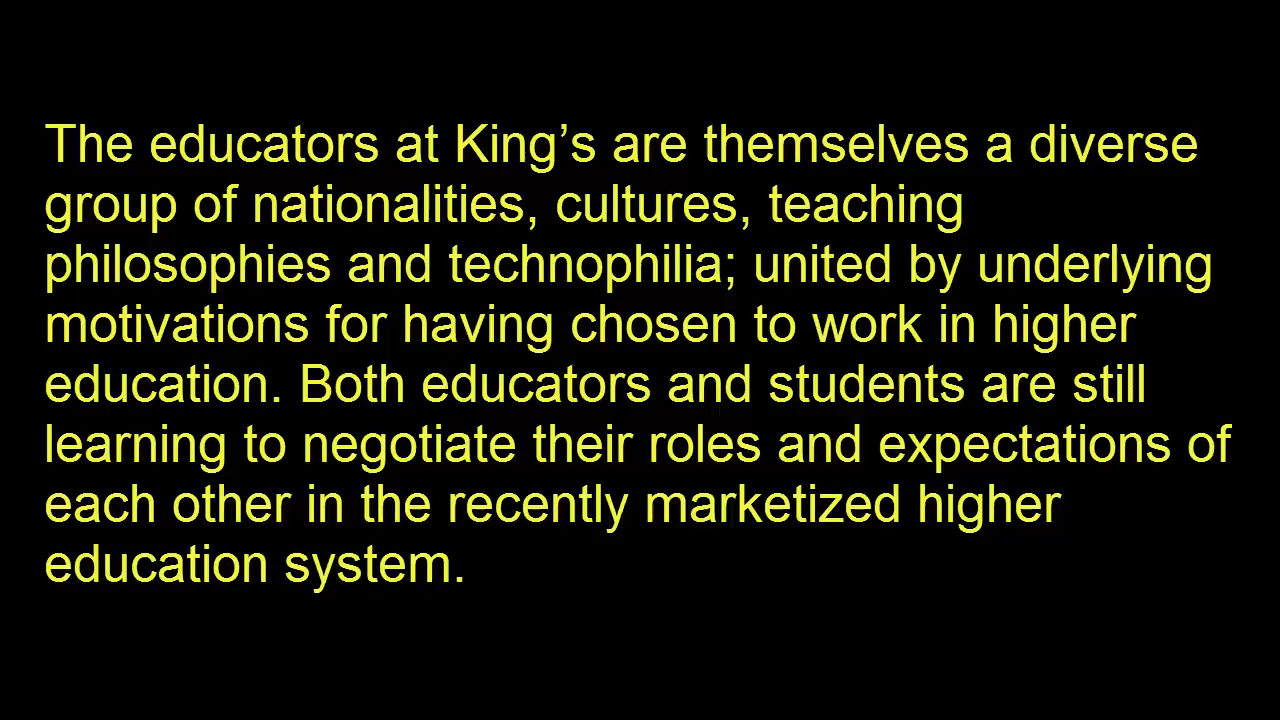 The educators at King’s are themselves a diverse
group of nationalities, cultures, teaching
philosophies and technophilia; united by underlying
motivations for having chosen to work in higher
education. Both educators and students are still
learning to negotiate their roles and expectations of
each other in the recently marketized higher
education system.